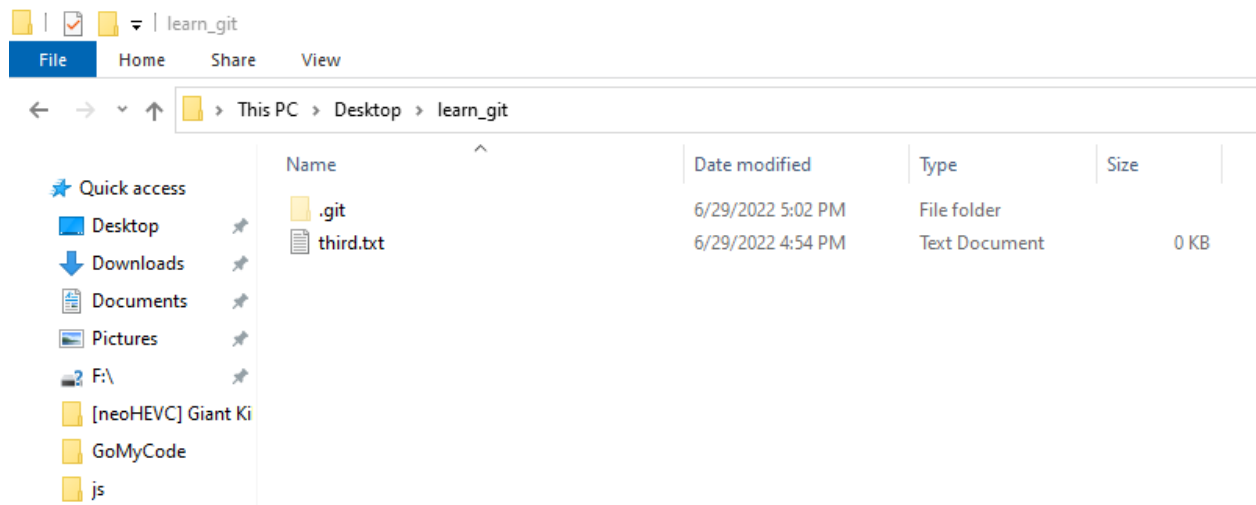 learn_git
File Home Share View
This PC > Desktop > learn_git
Name Date modified Type Size
Quick access
.git 6/29/2022 5:02 PM File folder
Desktop
third.txt 6/29/2022 4:54 PM Text Document 0 KB
Downloads
Documents
Pictures
F:\
[neoHEVC] Giant Ki
GoMyCode
js